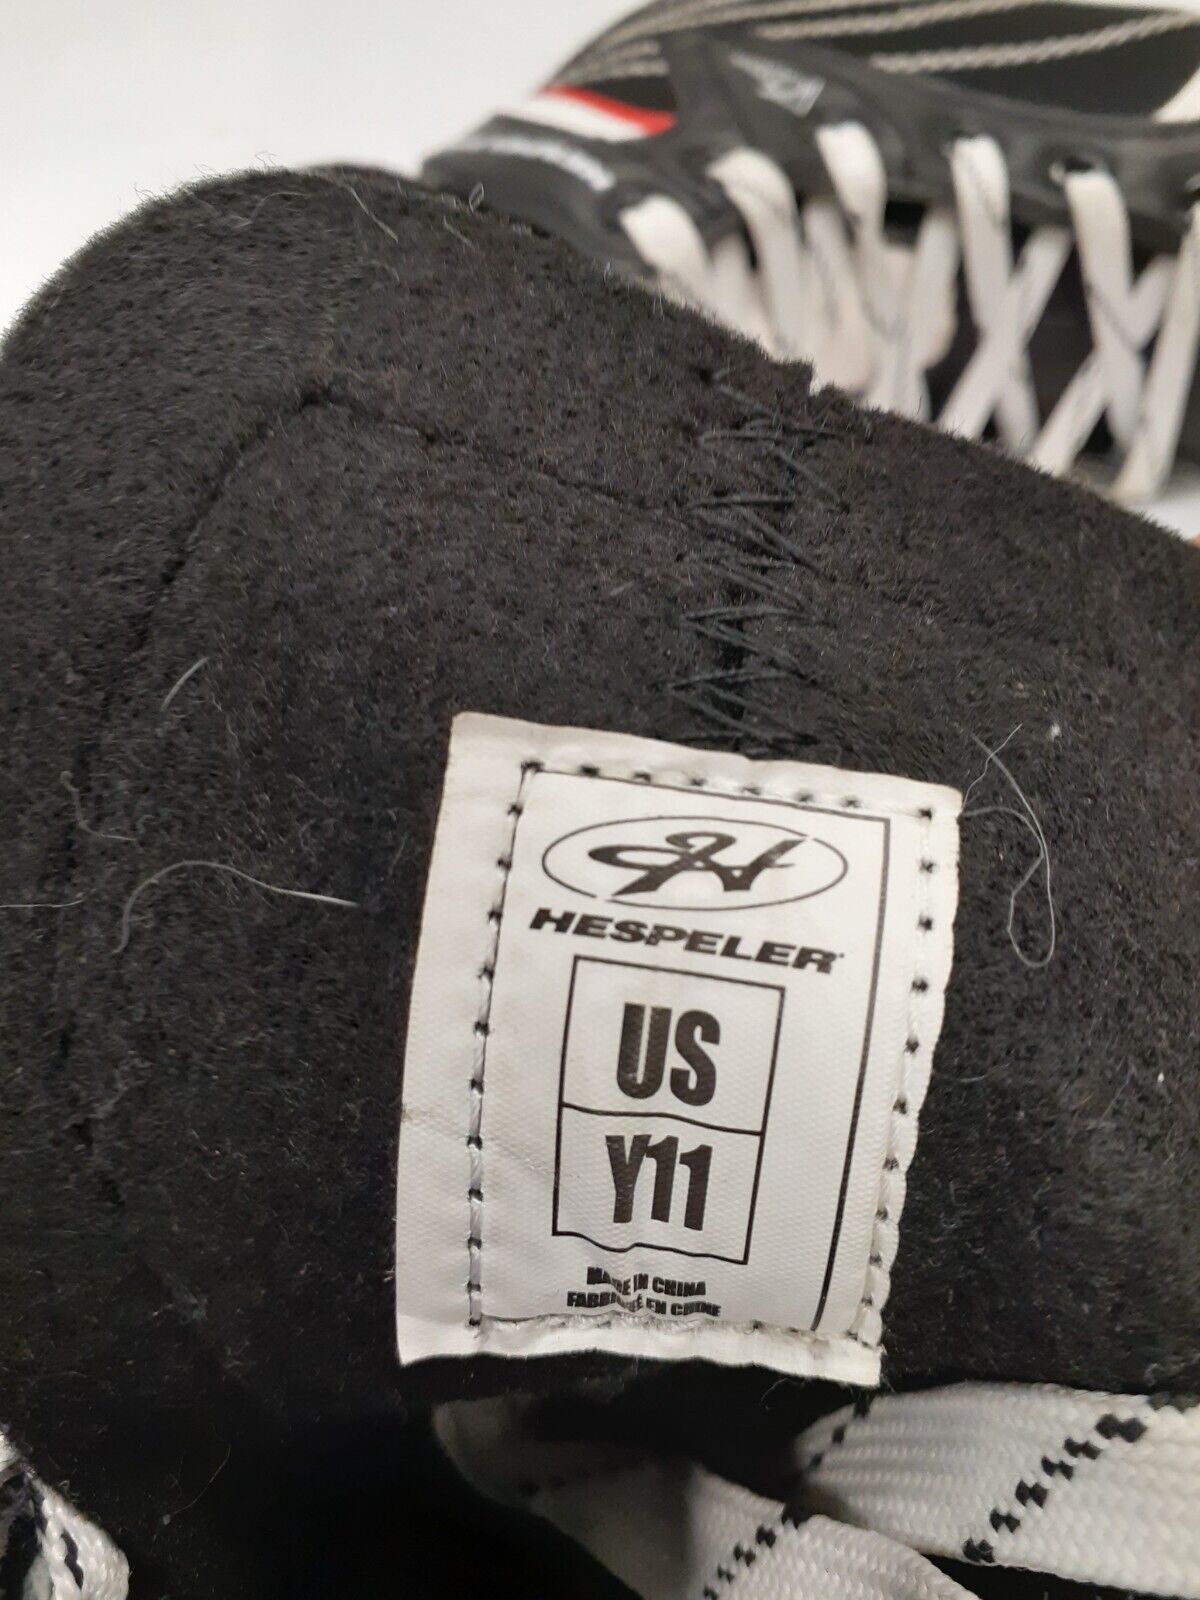 H
HESPELER
US
Y11
MADE IN CHINA
FABRIQUÉ EN CHINE